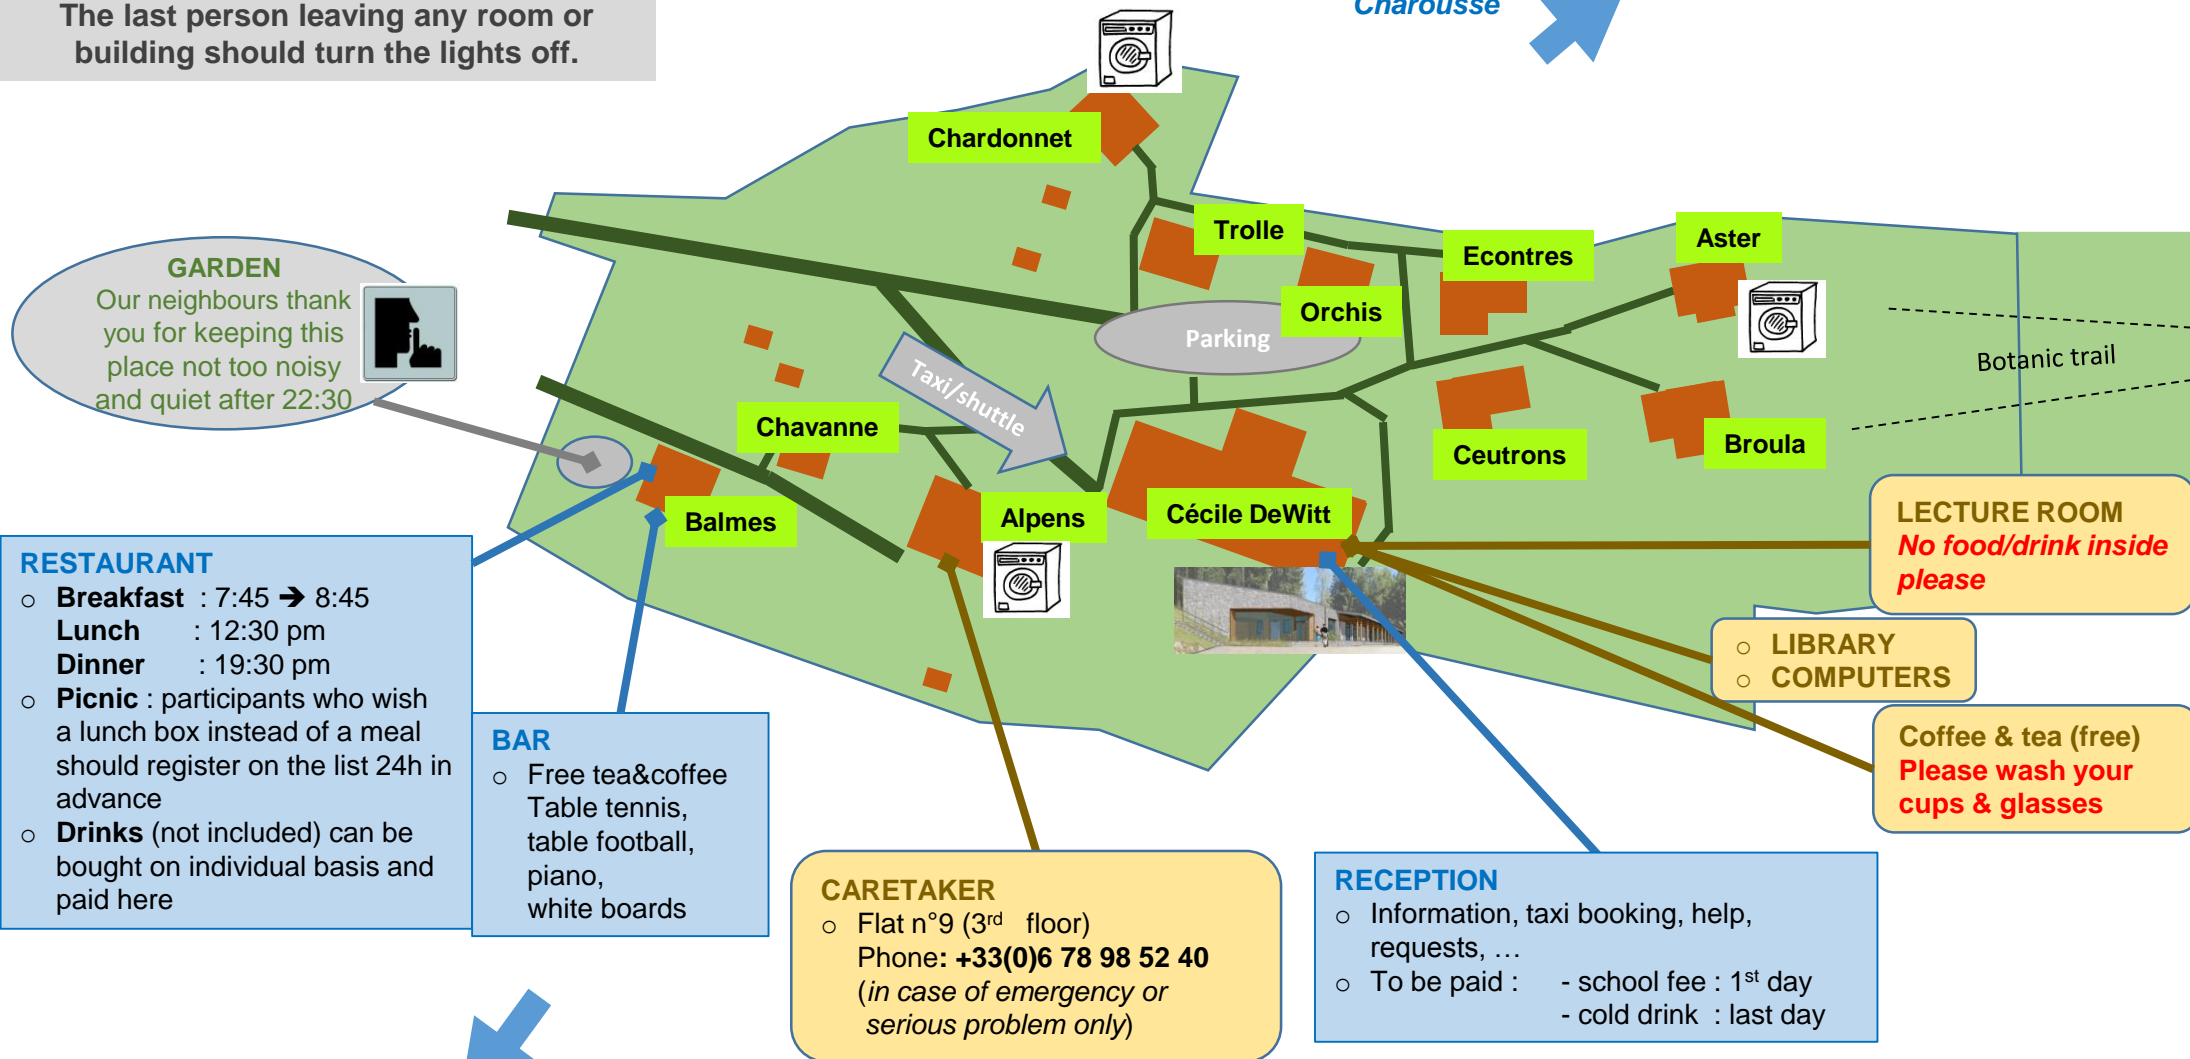 The last person leaving any room or
building should turn the lights off.
Charousse
Chardonnet
Trolle
Econtres
Aster
Orchis
Parking
Botanic trail
GARDEN
Our neighbours thank
you for keeping this
place not too noisy
and quiet after 22:30
Taxi/shuttle
Chavanne
Ceutrons
Broula
Balmes
Alpens
Cécile DeWitt
LECTURE ROOM
No food/drink inside
please
RESTAURANT
○ Breakfast : 7:45 ➔ 8:45
Lunch : 12:30 pm
Dinner : 19:30 pm
○ Picnic : participants who wish
a lunch box instead of a meal
should register on the list 24h in
advance
○ Drinks (not included) can be
bought on individual basis and
paid here
BAR
○ Free tea&coffee
Table tennis,
table football,
piano,
white boards
○ LIBRARY
○ COMPUTERS
Coffee & tea (free)
Please wash your
cups & glasses
CARETAKER
○ Flat n°9 (3rd floor)
Phone: +33(0)6 78 98 52 40
(in case of emergency or
serious problem only)
RECEPTION
○ Information, taxi booking, help,
requests, …
○ To be paid : - school fee : 1st day
- cold drink : last day